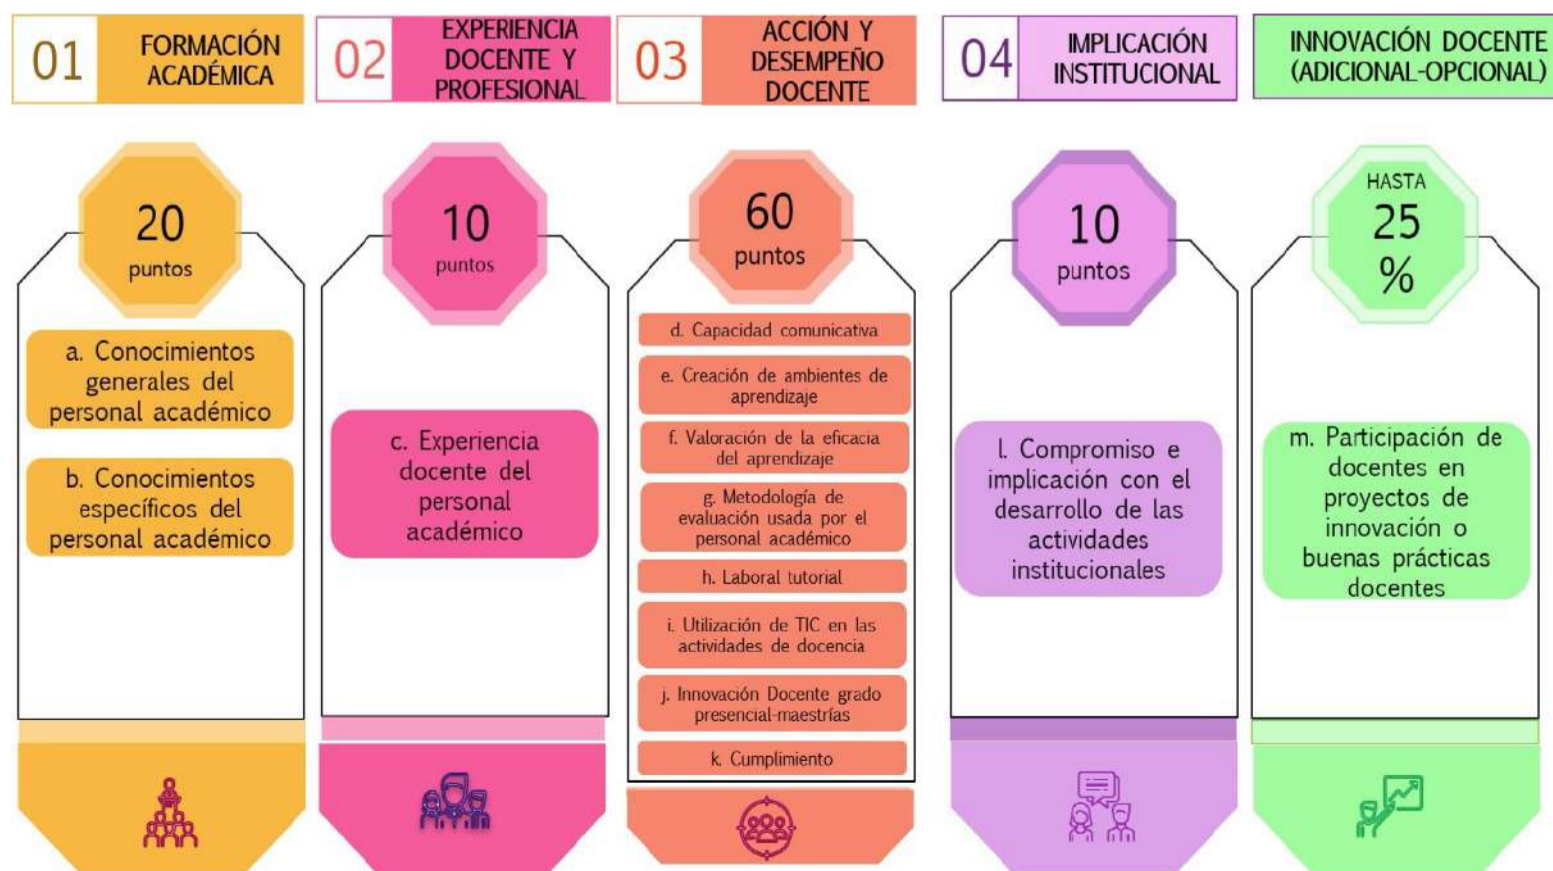 01
FORMACIÓN
ACADÉMICA
02
EXPERIENCIA
DOCENTE Y
PROFESIONAL
03
ACCIÓN Y
DESEMPEÑO
DOCENTE
04
IMPLICACIÓN
INSTITUCIONAL
INNOVACIÓN DOCENTE
(ADICIONAL-OPCIONAL)
20
puntos
a. Conocimientos
generales del
personal académico
b. Conocimientos
específicos del
personal académico
10
puntos
c. Experiencia
docente del
personal
académico
60
puntos
d. Capacidad comunicativa
e. Creación de ambientes de
aprendizaje
f. Valoración de la eficacia
del aprendizaje
g. Metodología de
evaluación usada por el
personal académico
h. Laboral tutorial
i. Utilización de TIC en las
actividades de docencia
j. Innovación Docente grado
presencial-maestrías
k. Cumplimiento
10
puntos
l. Compromiso e
implicación con el
desarrollo de las
actividades
institucionales
HASTA
25
%
m. Participación de
docentes en
proyectos de
innovación o
buenas prácticas
docentes